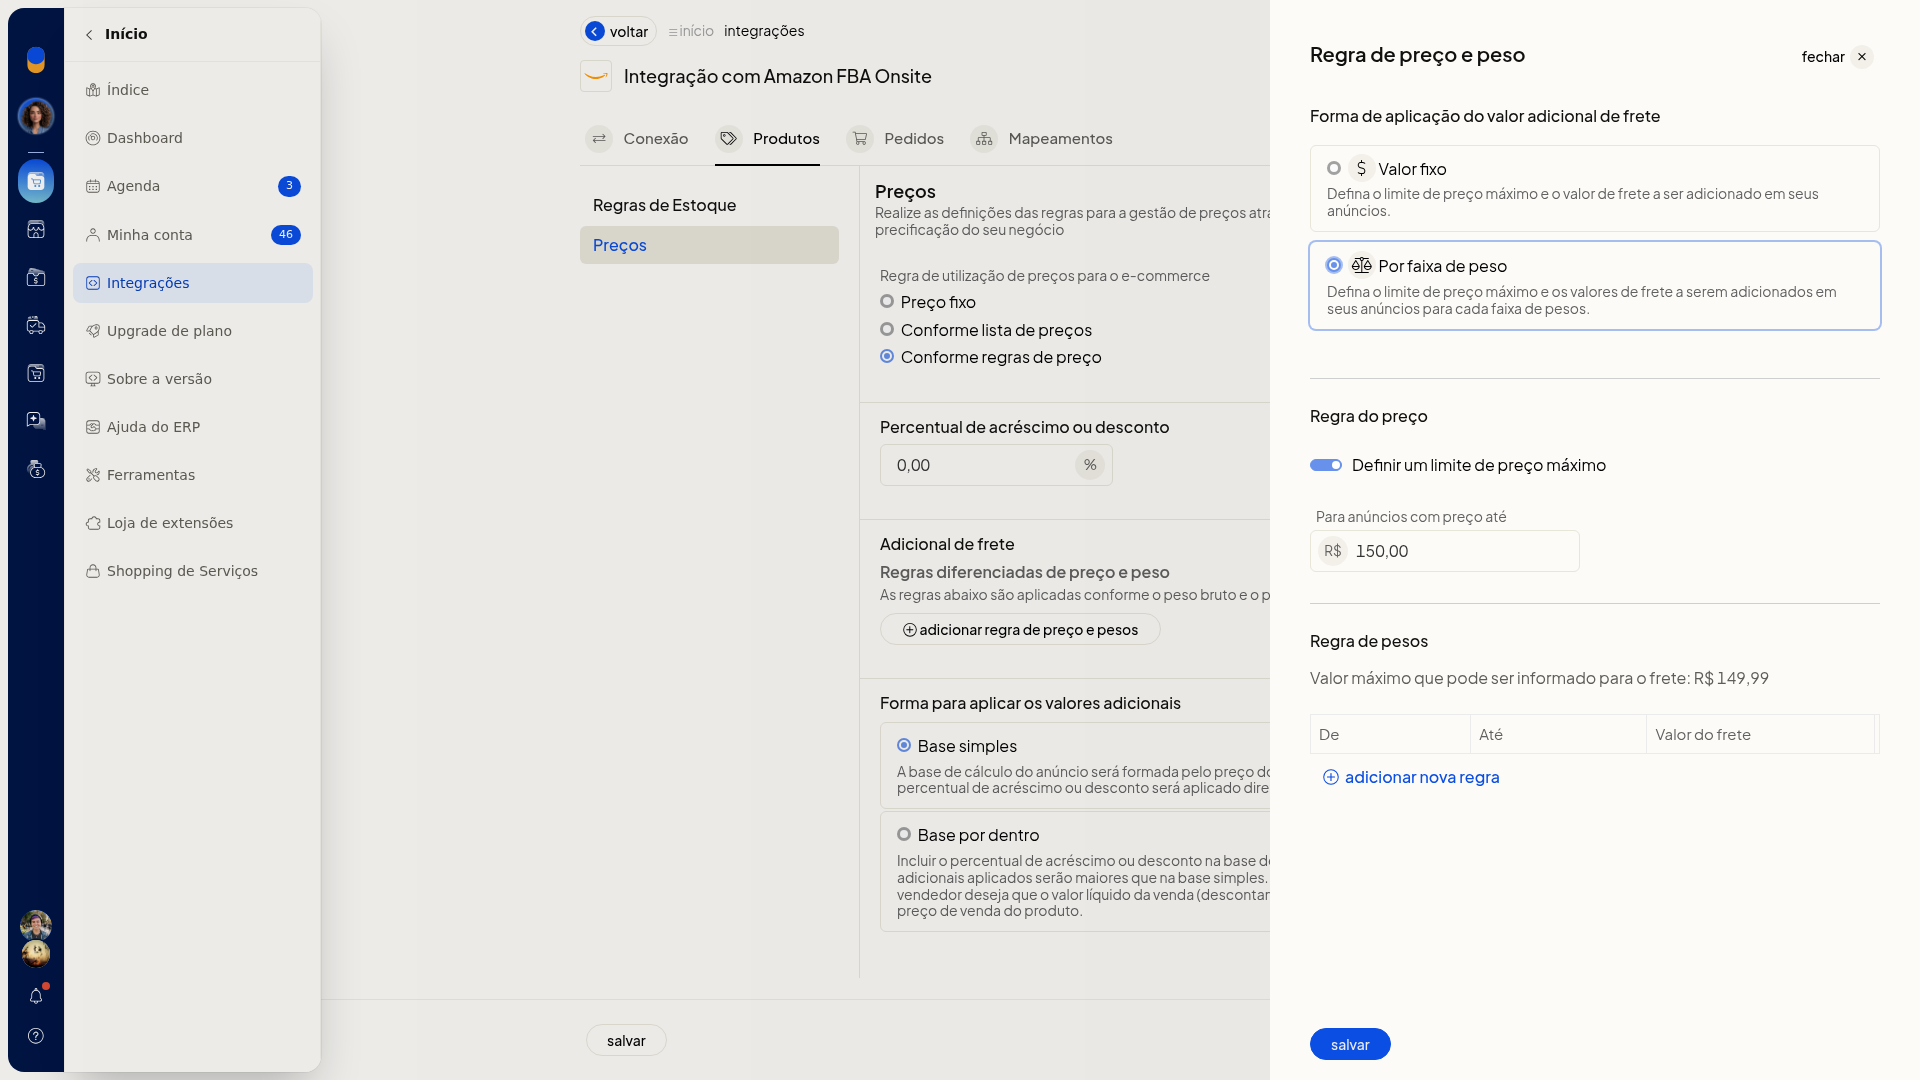 Início
Índice
Dashboard
Agenda
3
Minha conta
46
Integrações
Upgrade de plano
Sobre a versão
Ajuda do ERP
Ferramentas
Loja de extensões
Shopping de Serviços
voltar
início
integrações
Integração com Amazon FBA Onsite
Conexão
Produtos
Pedidos
Mapeamentos
Regras de Estoque
Preços
Preços
Realize as definições das regras para a gestão de preços
precificação do seu negócio
Regra de utilização de preços para o e-commerce
Preço fixo
Conforme lista de preços
Conforme regras de preço
Percentual de acréscimo ou desconto
0,00
%
Adicional de frete
Regras diferenciadas de preço e peso
As regras abaixo são aplicadas conforme o peso bruto e o
adicionar regra de preço e pesos
Forma para aplicar os valores adicionais
Base simples
A base de cálculo do anúncio será formada pelo preço
percentual de acréscimo ou desconto será aplicado
Base por dentro
Incluir o percentual de acréscimo ou desconto na base
adicionais aplicados serão maiores que na base simples.
vendedor deseja que o valor líquido da venda
preço de venda do produto.
salvar
Regra de preço e peso
fechar
Forma de aplicação do valor adicional de frete
Valor fixo
Defina o limite de preço máximo e o valor de frete a ser adicionado em seus
anúncios.
Por faixa de peso
Defina o limite de preço máximo e os valores de frete a serem adicionados em
seus anúncios para cada faixa de pesos.
Regra do preço
Definir um limite de preço máximo
Para anúncios com preço até
R$ 150,00
Regra de pesos
Valor máximo que pode ser informado para o frete: R$ 149,99
De
Até
Valor do frete
adicionar nova regra
salvar